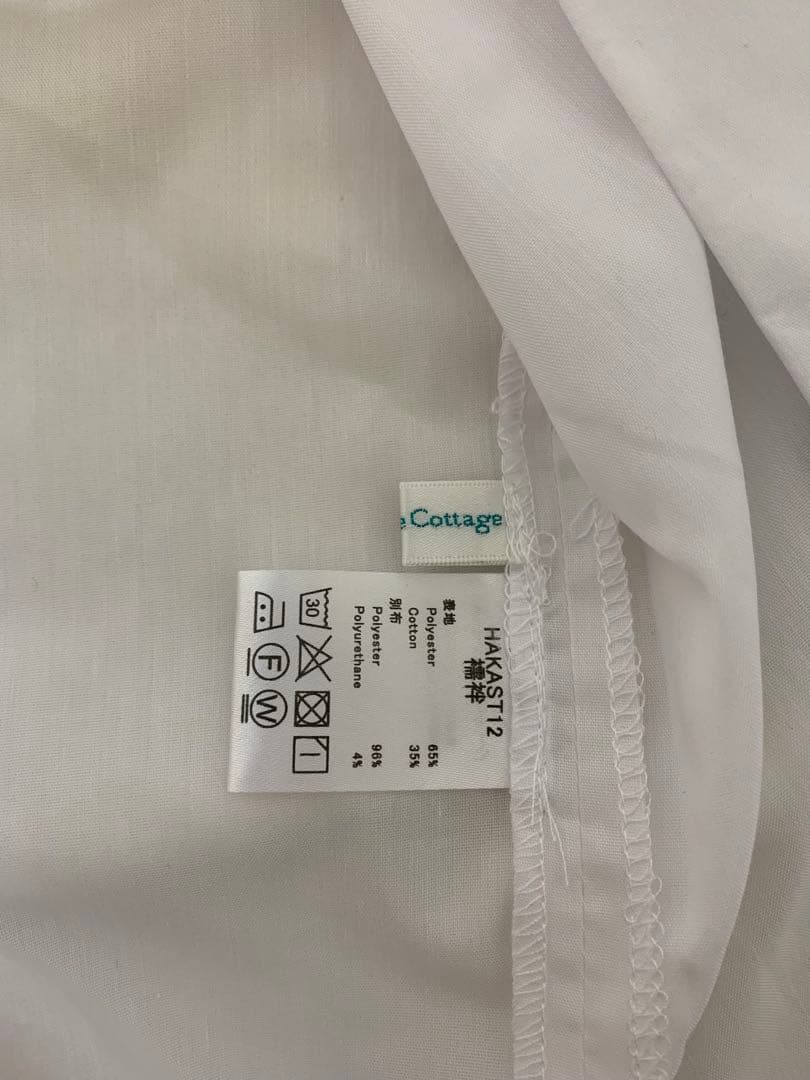 Cottage
HAKAST12
襦袢
表地
Polyester 65%
Cotton 35%
別布
Polyester 96%
Polyurethane 4%
30
F
W